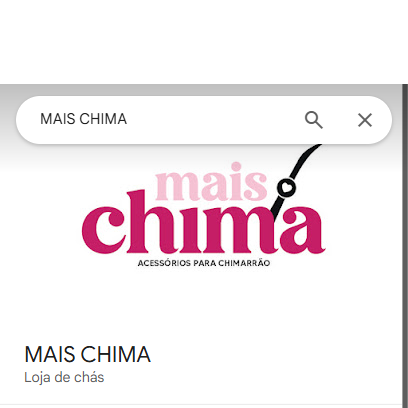 MAIS CHIMA
mais
chima
ACESSÓRIOS PARA CHIMARRÃO
MAIS CHIMA
Loja de chás